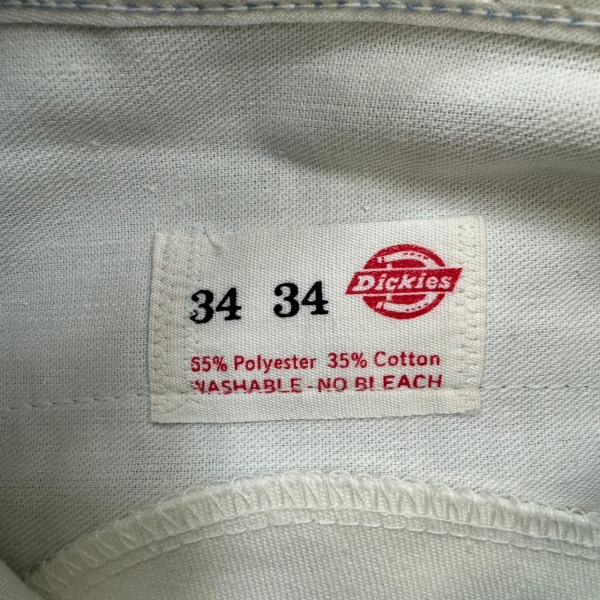 34 34 Dickies
65% Polyester 35% Cotton
WASHABLE - NO BLEACH